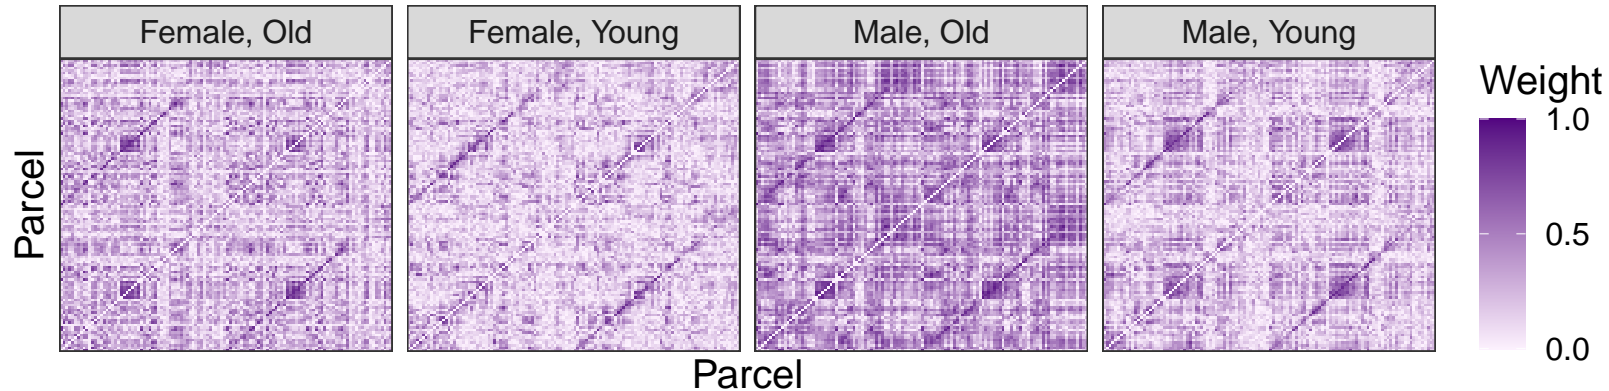 Female, Old
Female, Young
Male, Old
Male, Young
Parcel
Parcel
Weight
1.0
0.5
0.0